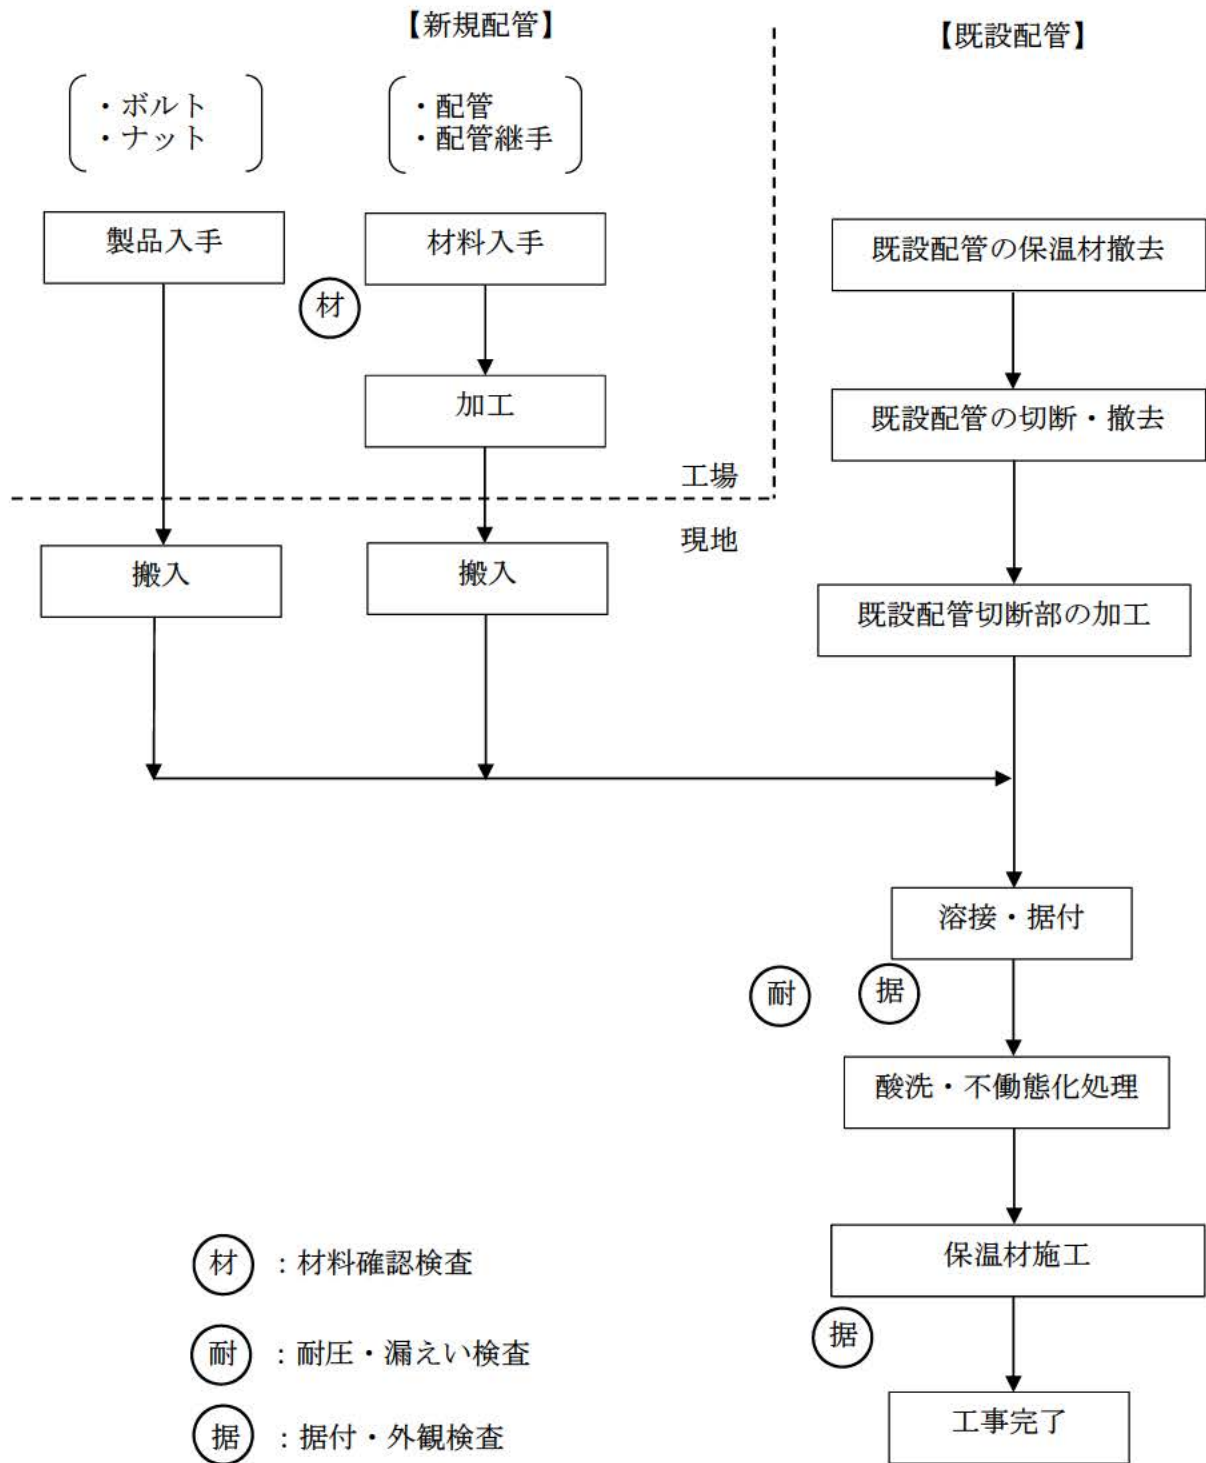 【新規配管】
【既設配管】
・ボルト
・ナット
・配管
・配管継手
製品入手
材料入手
既設配管の保温材撤去
材
加工
既設配管の切断・撤去
工場
現地
搬入
搬入
既設配管切断部の加工
溶接・据付
耐
据
酸洗・不働態化処理
保温材施工
据
工事完了
材 : 材料確認検査
耐 : 耐圧・漏えい検査
据 : 据付・外観検査